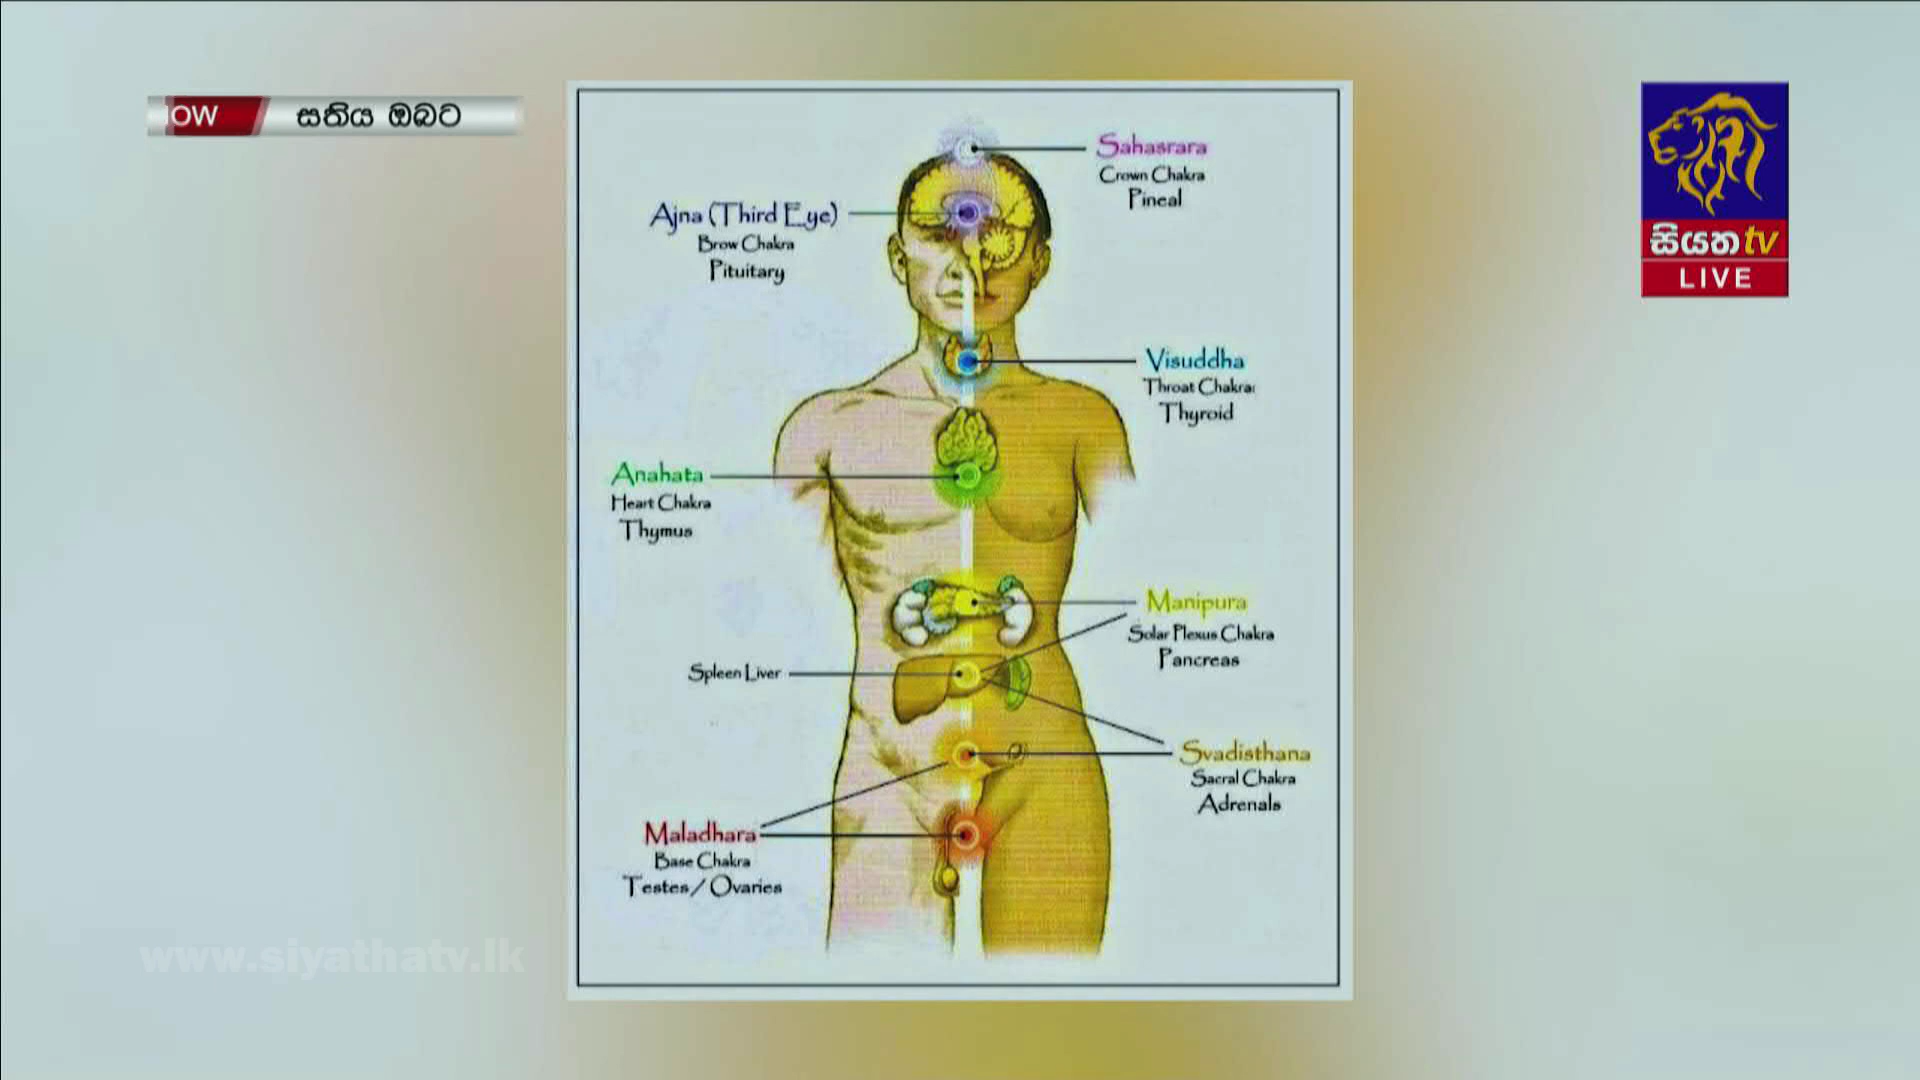 OW සතිය ඔබට
සියත tv
LIVE
Sahasrara
Crown Chakra
Pineal
Ajna (Third Eye)
Brow Chakra
Pituitary
Visuddha
Throat Chakra
Thyroid
Anahata
Heart Chakra
Thymus
Manipura
Solar Plexus Chakra
Pancreas
Spleen Liver
Svadisthana
Sacral Chakra
Adrenals
Maladhara
Base Chakra
Testes / Ovaries
www.siyathatv.lk